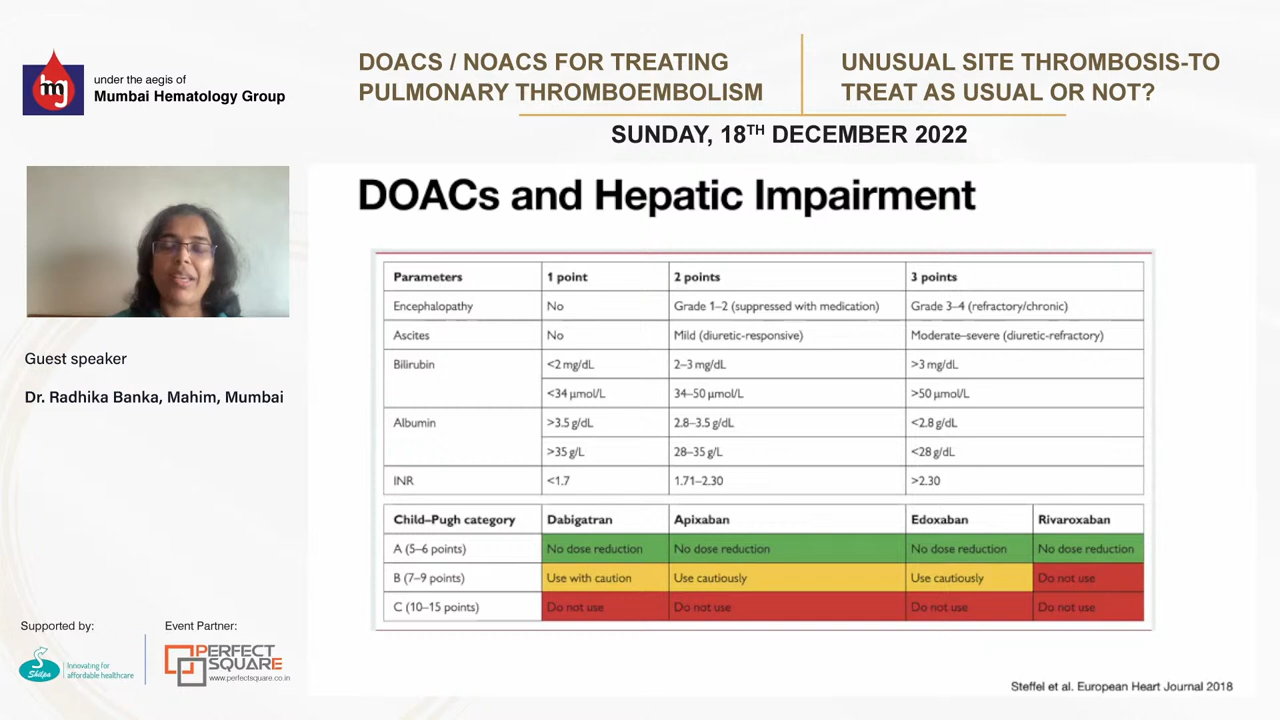 mg
under the aegis of
Mumbai Hematology Group
DOACS / NOACS FOR TREATING
PULMONARY THROMBOEMBOLISM
UNUSUAL SITE THROMBOSIS-TO
TREAT AS USUAL OR NOT?
SUNDAY, 18TH DECEMBER 2022
Guest speaker
Dr. Radhika Banka, Mahim, Mumbai
DOACs and Hepatic Impairment
Parameters 1 point 2 points 3 points
Encephalopathy No Grade 1–2 (suppressed with medication) Grade 3–4 (refractory/chronic)
Ascites No Mild (diuretic-responsive) Moderate–severe (diuretic-refractory)
Bilirubin <2 mg/dL 2–3 mg/dL >3 mg/dL
<34 μmol/L 34–50 μmol/L >50 μmol/L
Albumin >3.5 g/dL 2.8–3.5 g/dL <2.8 g/dL
>35 g/L 28–35 g/L <28 g/dL
INR <1.7 1.71–2.30 >2.30
Child–Pugh category Dabigatran Apixaban Edoxaban Rivaroxaban
A (5–6 points) No dose reduction No dose reduction No dose reduction No dose reduction
B (7–9 points) Use with caution Use cautiously Use cautiously Do not use
C (10–15 points) Do not use Do not use Do not use Do not use
Steffel et al. European Heart Journal 2018
Supported by:
Shilpa
Innovating for
affordable healthcare
Event Partner:
PERFECT
SQUARE
www.perfectsquare.co.in